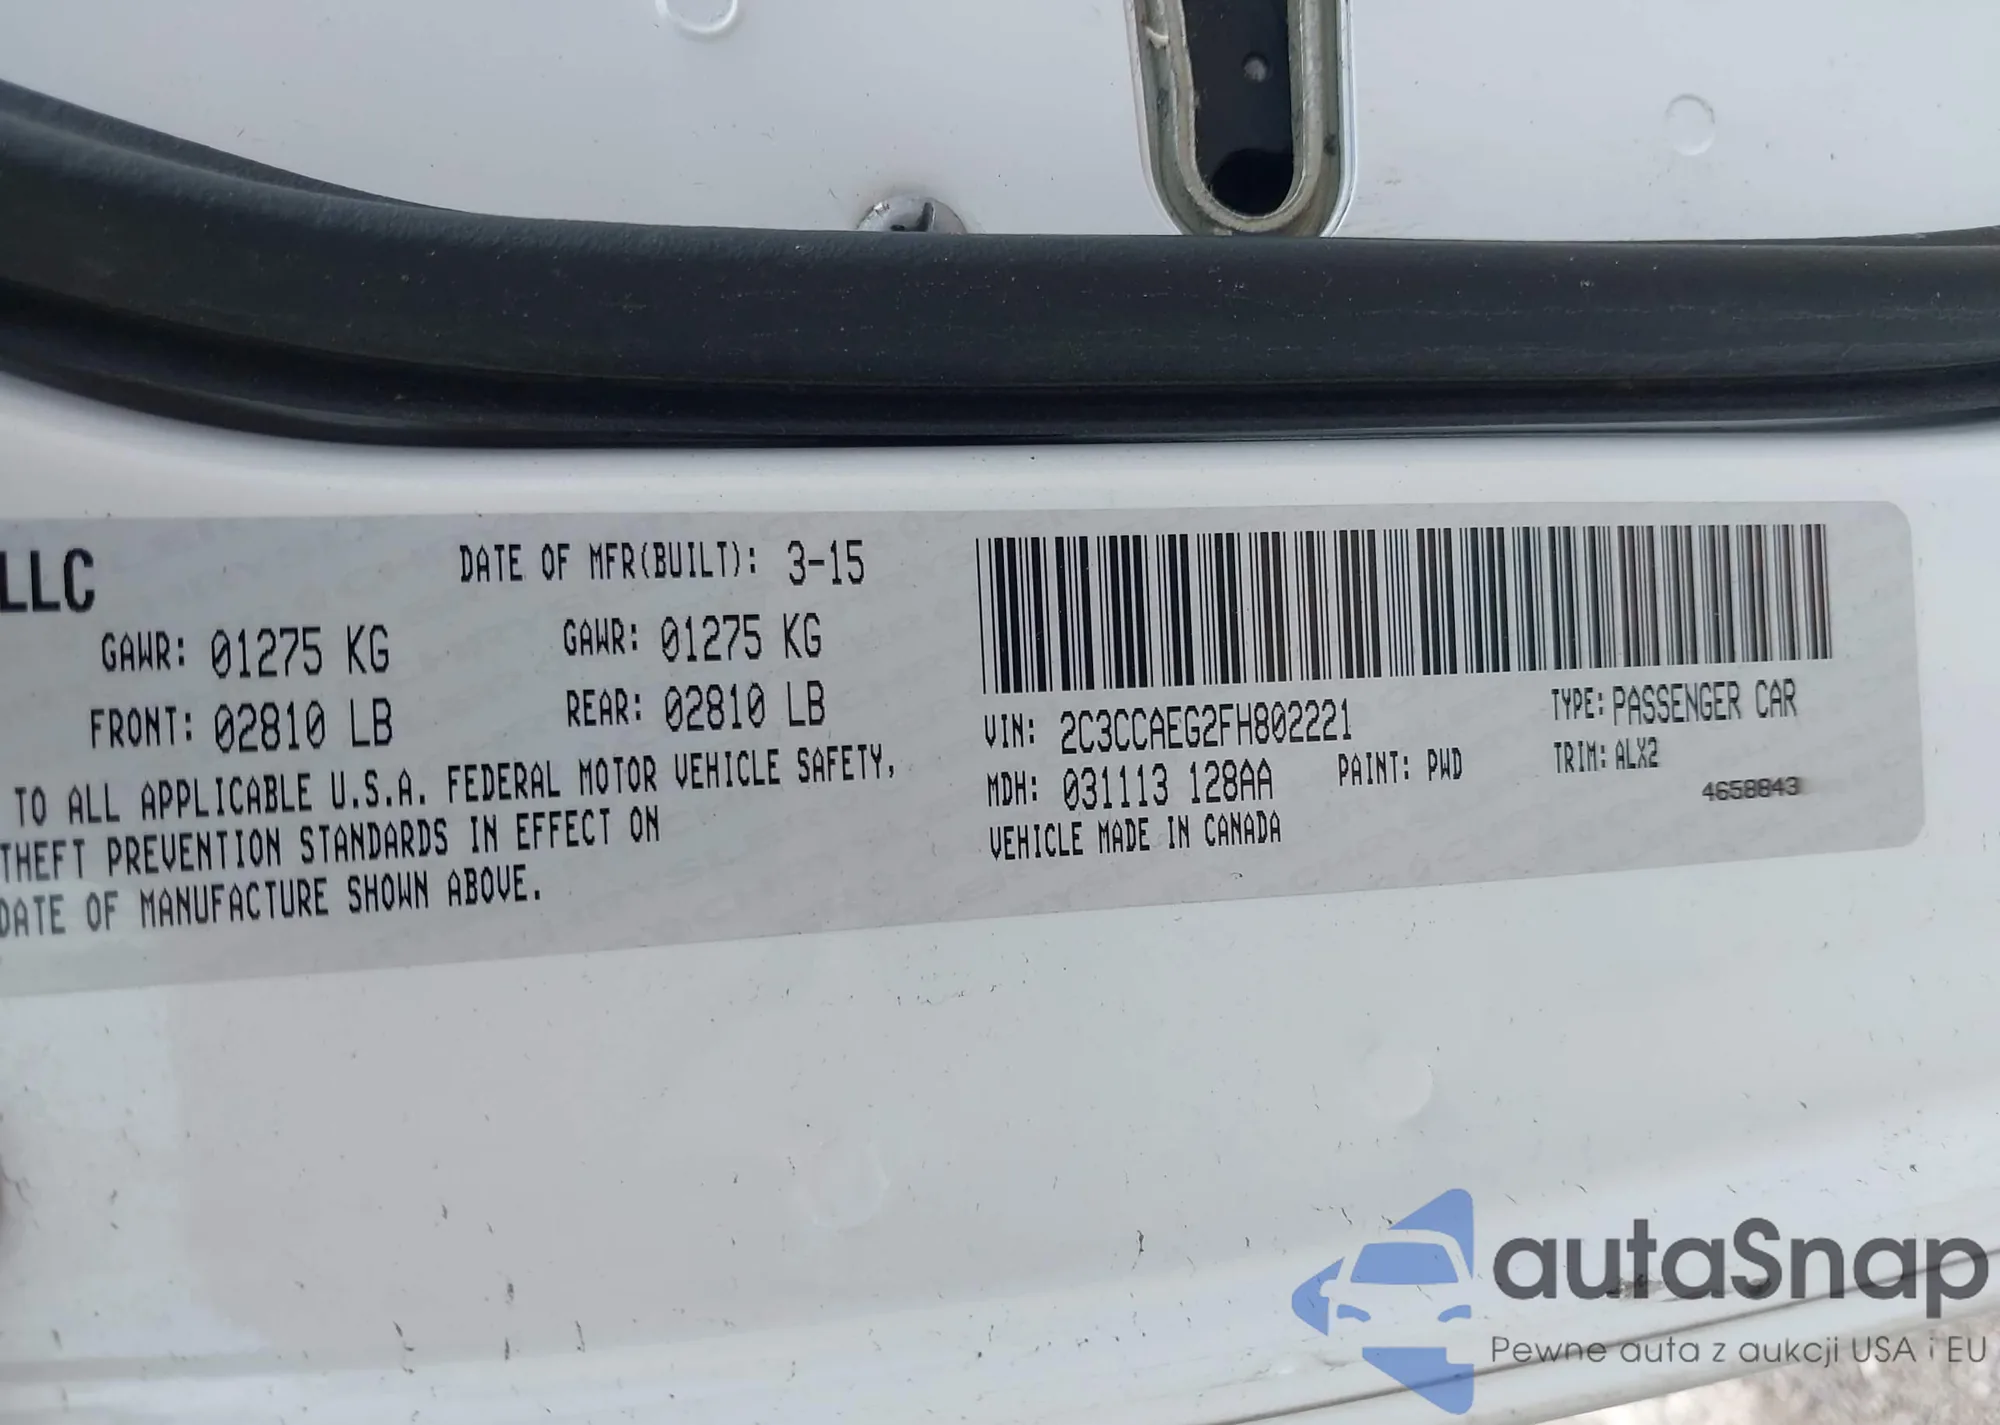 LLC
DATE OF MFR(BUILT): 3-15
GAWR: 01275 KG
GAWR: 01275 KG
FRONT: 02810 LB
REAR: 02810 LB
TO ALL APPLICABLE U.S.A. FEDERAL MOTOR VEHICLE SAFETY,
THEFT PREVENTION STANDARDS IN EFFECT ON
DATE OF MANUFACTURE SHOWN ABOVE.
VIN: 2C3CCAEG2FH802221
TYPE: PASSENGER CAR
MDH: 031113 128AA
PAINT: PWD
TRIM: ALX2
VEHICLE MADE IN CANADA
4658843
autaSnap
Pewne auta z aukcji USA i EU